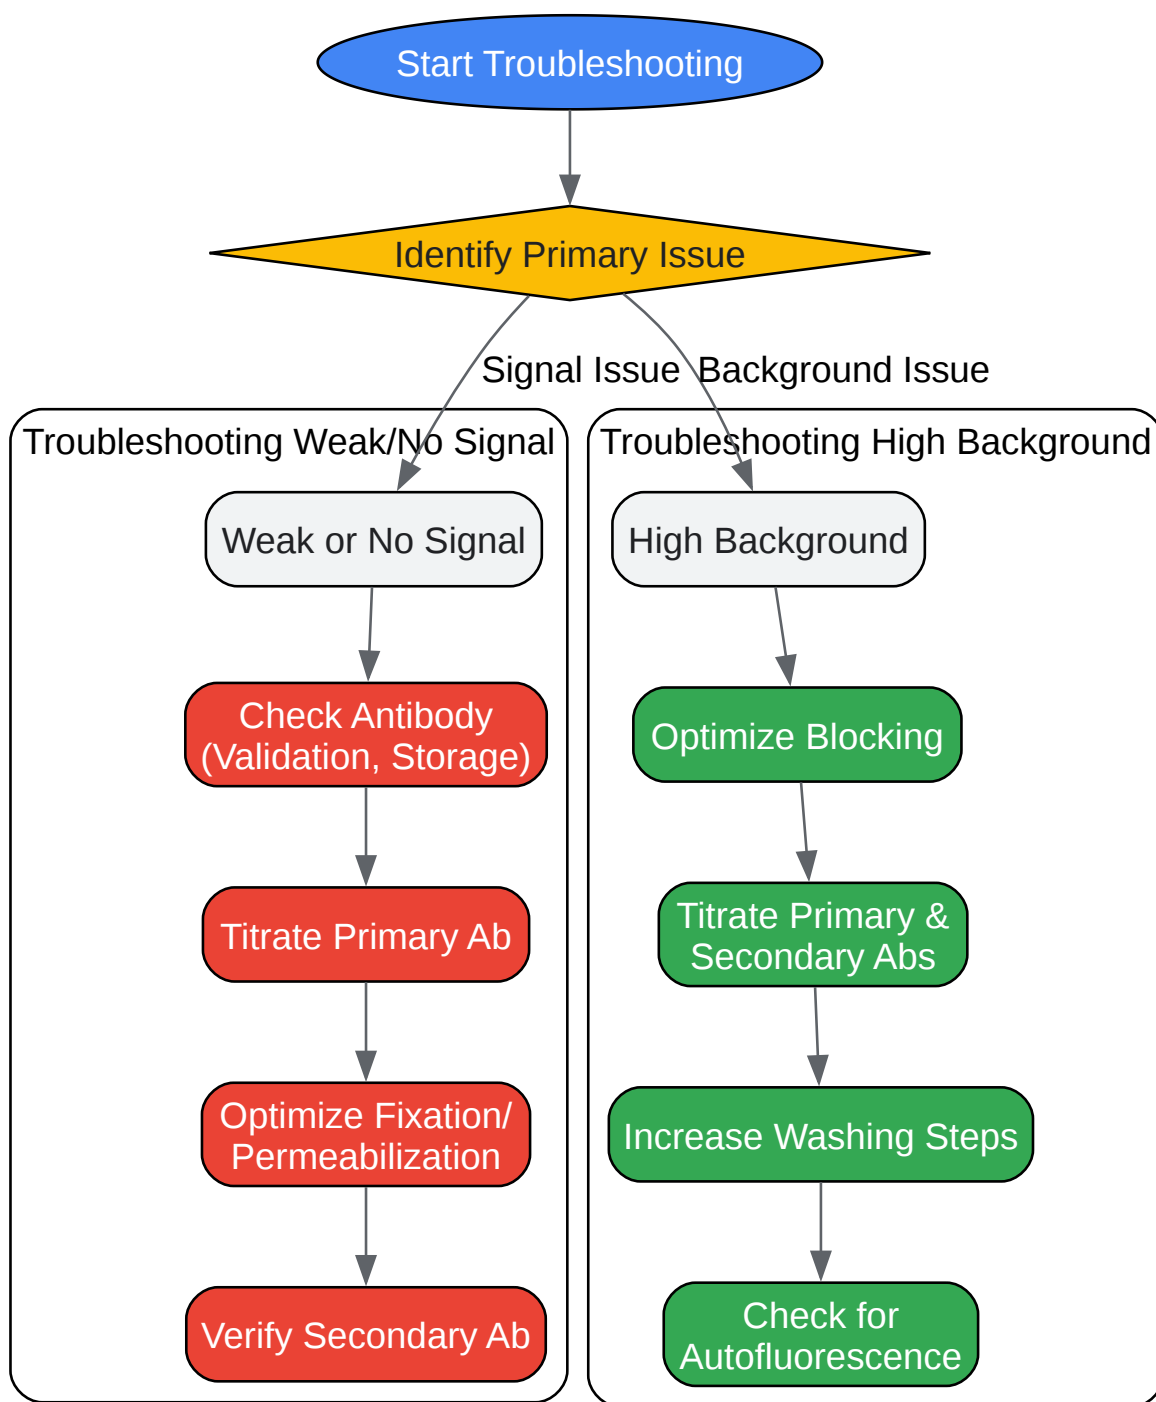 Start Troubleshooting
Identify Primary Issue
Signal Issue
Background Issue
Troubleshooting Weak/No Signal
Weak or No Signal
Check Antibody
(Validation, Storage)
Titrate Primary Ab
Optimize Fixation/
Permeabilization
Verify Secondary Ab
Troubleshooting High Background
High Background
Optimize Blocking
Titrate Primary &
Secondary Abs
Increase Washing Steps
Check for
Autofluorescence